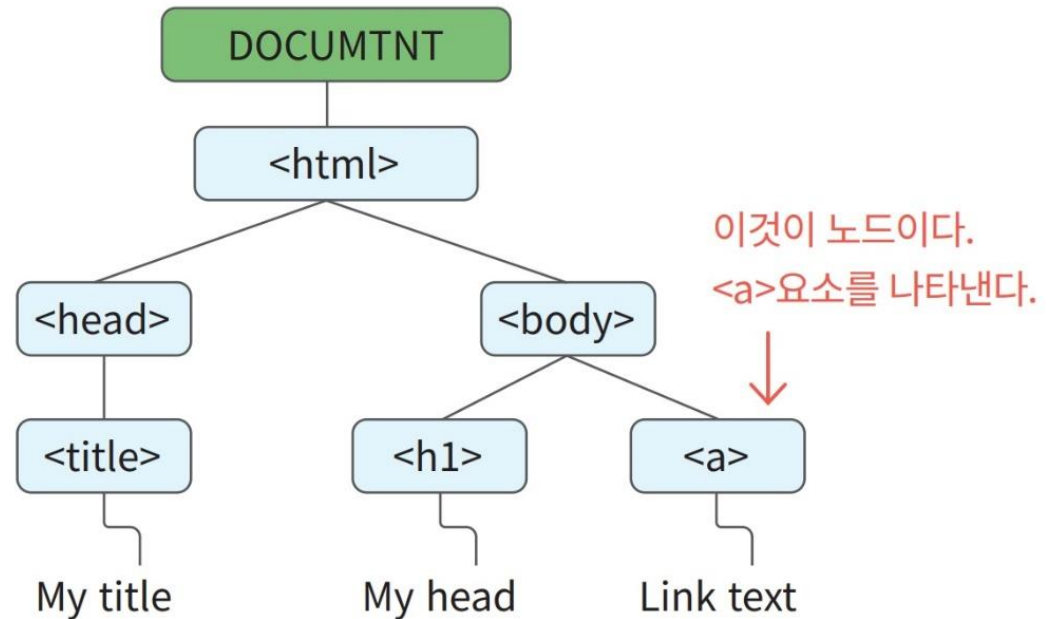 DOCUMTNT
<html>
이것이 노드이다.
<a>요소를 나타낸다.
<head>
<body>
<title>
<h1>
<a>
My title
My head
Link text